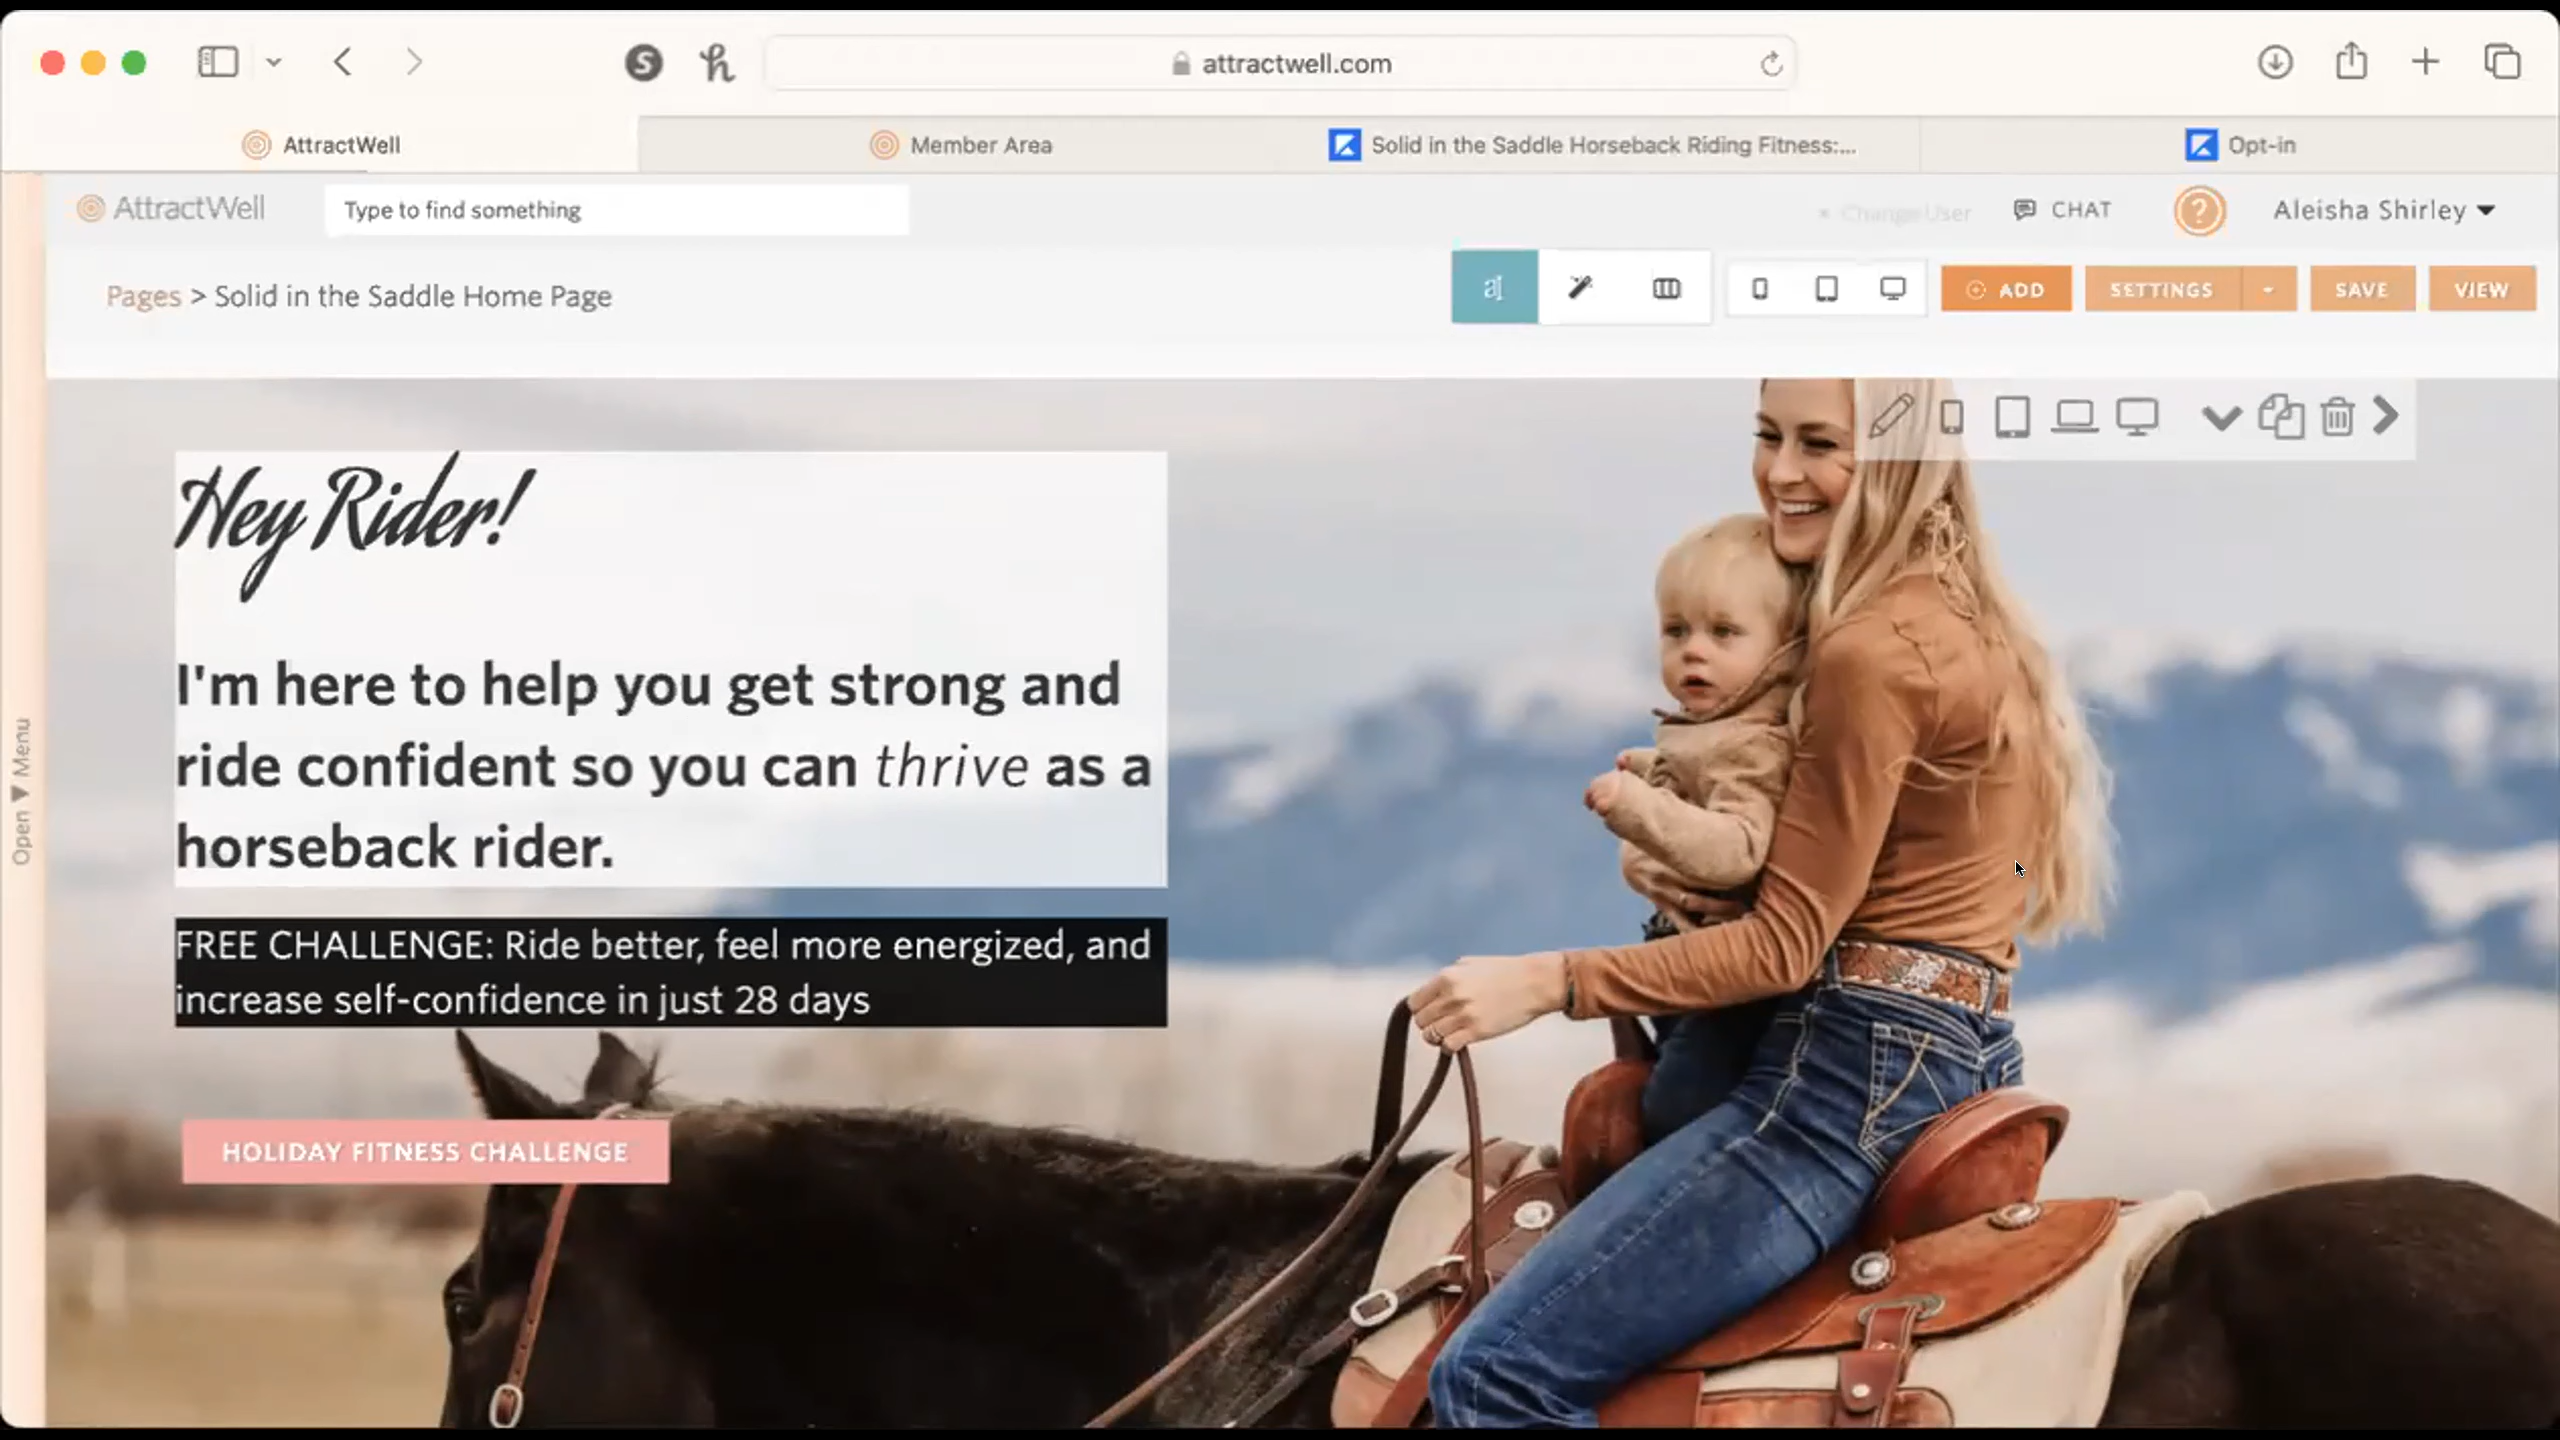 attractwell.com
AttractWell
Member Area
Solid in the Saddle Horseback Riding Fitness:...
Opt-in
AttractWell
Type to find something
× Change User
CHAT
?
Aleisha Shirley
Pages > Solid in the Saddle Home Page
a
ADD
SETTINGS
SAVE
VIEW
Open Menu
Hey Rider!
I'm here to help you get strong and
ride confident so you can thrive as a
horseback rider.
FREE CHALLENGE: Ride better, feel more energized, and
increase self-confidence in just 28 days
HOLIDAY FITNESS CHALLENGE